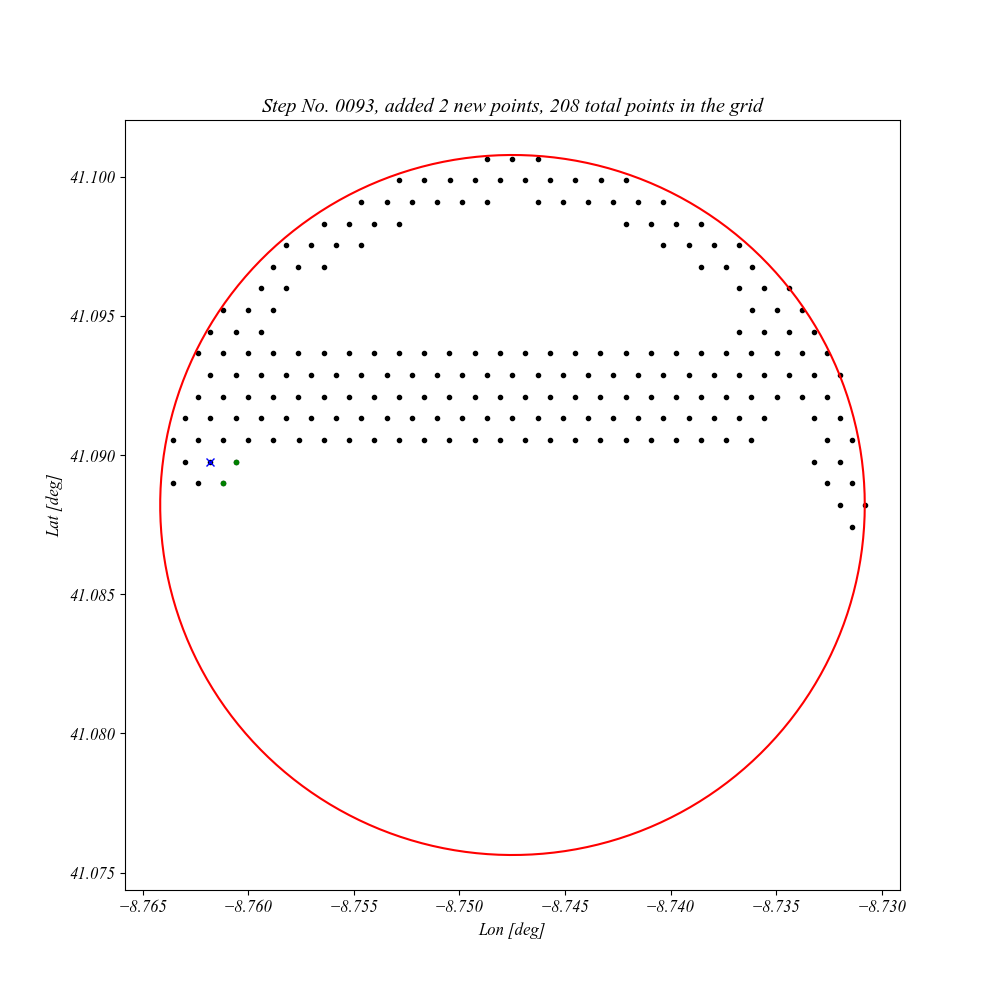 Step No. 0093, added 2 new points, 208 total points in the grid
41.100
41.095
41.090
41.085
41.080
41.075
Lat [deg]
−8.765 −8.760 −8.755 −8.750 −8.745 −8.740 −8.735 −8.730
Lon [deg]